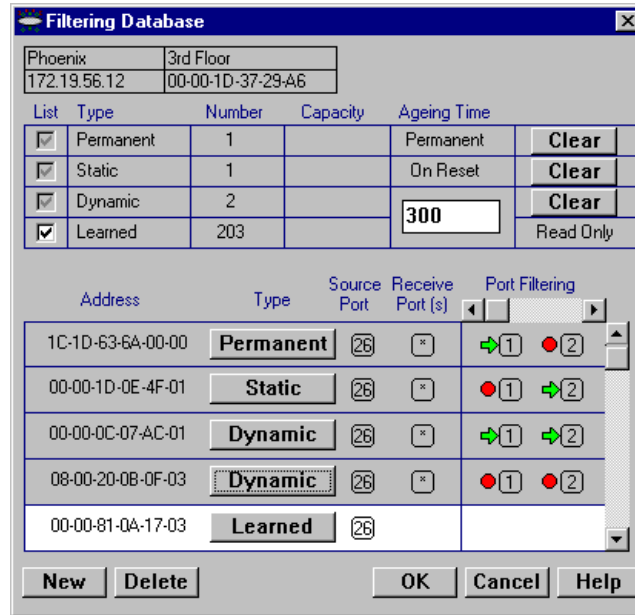 Filtering Database
Phoenix 3rd Floor
172.19.56.12 00-00-1D-37-29-A6
List Type Number Capacity Ageing Time
Permanent 1 Permanent Clear
Static 1 On Reset Clear
Dynamic 2 300 Clear
Learned 203 Read Only
Address Type Source Port Receive Port (s) Port Filtering
1C-1D-63-6A-00-00 Permanent 26 * 1 2
00-00-1D-0E-4F-01 Static 26 * 1 2
00-00-0C-07-AC-01 Dynamic 26 * 1 2
08-00-20-0B-0F-03 Dynamic 26 * 1 2
00-00-81-0A-17-03 Learned 26
New Delete OK Cancel Help